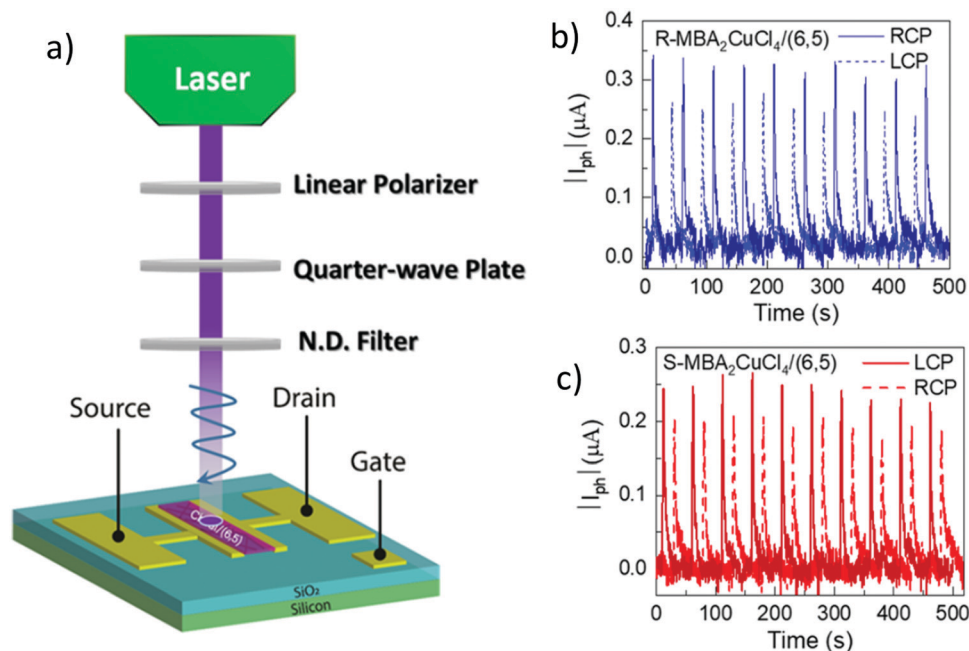 a)
Laser
Linear Polarizer
Quarter-wave Plate
N.D. Filter
Source
Drain
Gate
/(6,5)
SiO₂
Silicon
b)
R-MBA₂CuCl₄/(6,5)
RCP
LCP
|I_ph| (μA)
0.4
0.3
0.2
0.1
0.0
0 100 200 300 400 500
Time (s)
c)
S-MBA₂CuCl₄/(6,5)
LCP
RCP
|I_ph| (μA)
0.3
0.2
0.1
0.0
0 100 200 300 400 500
Time (s)